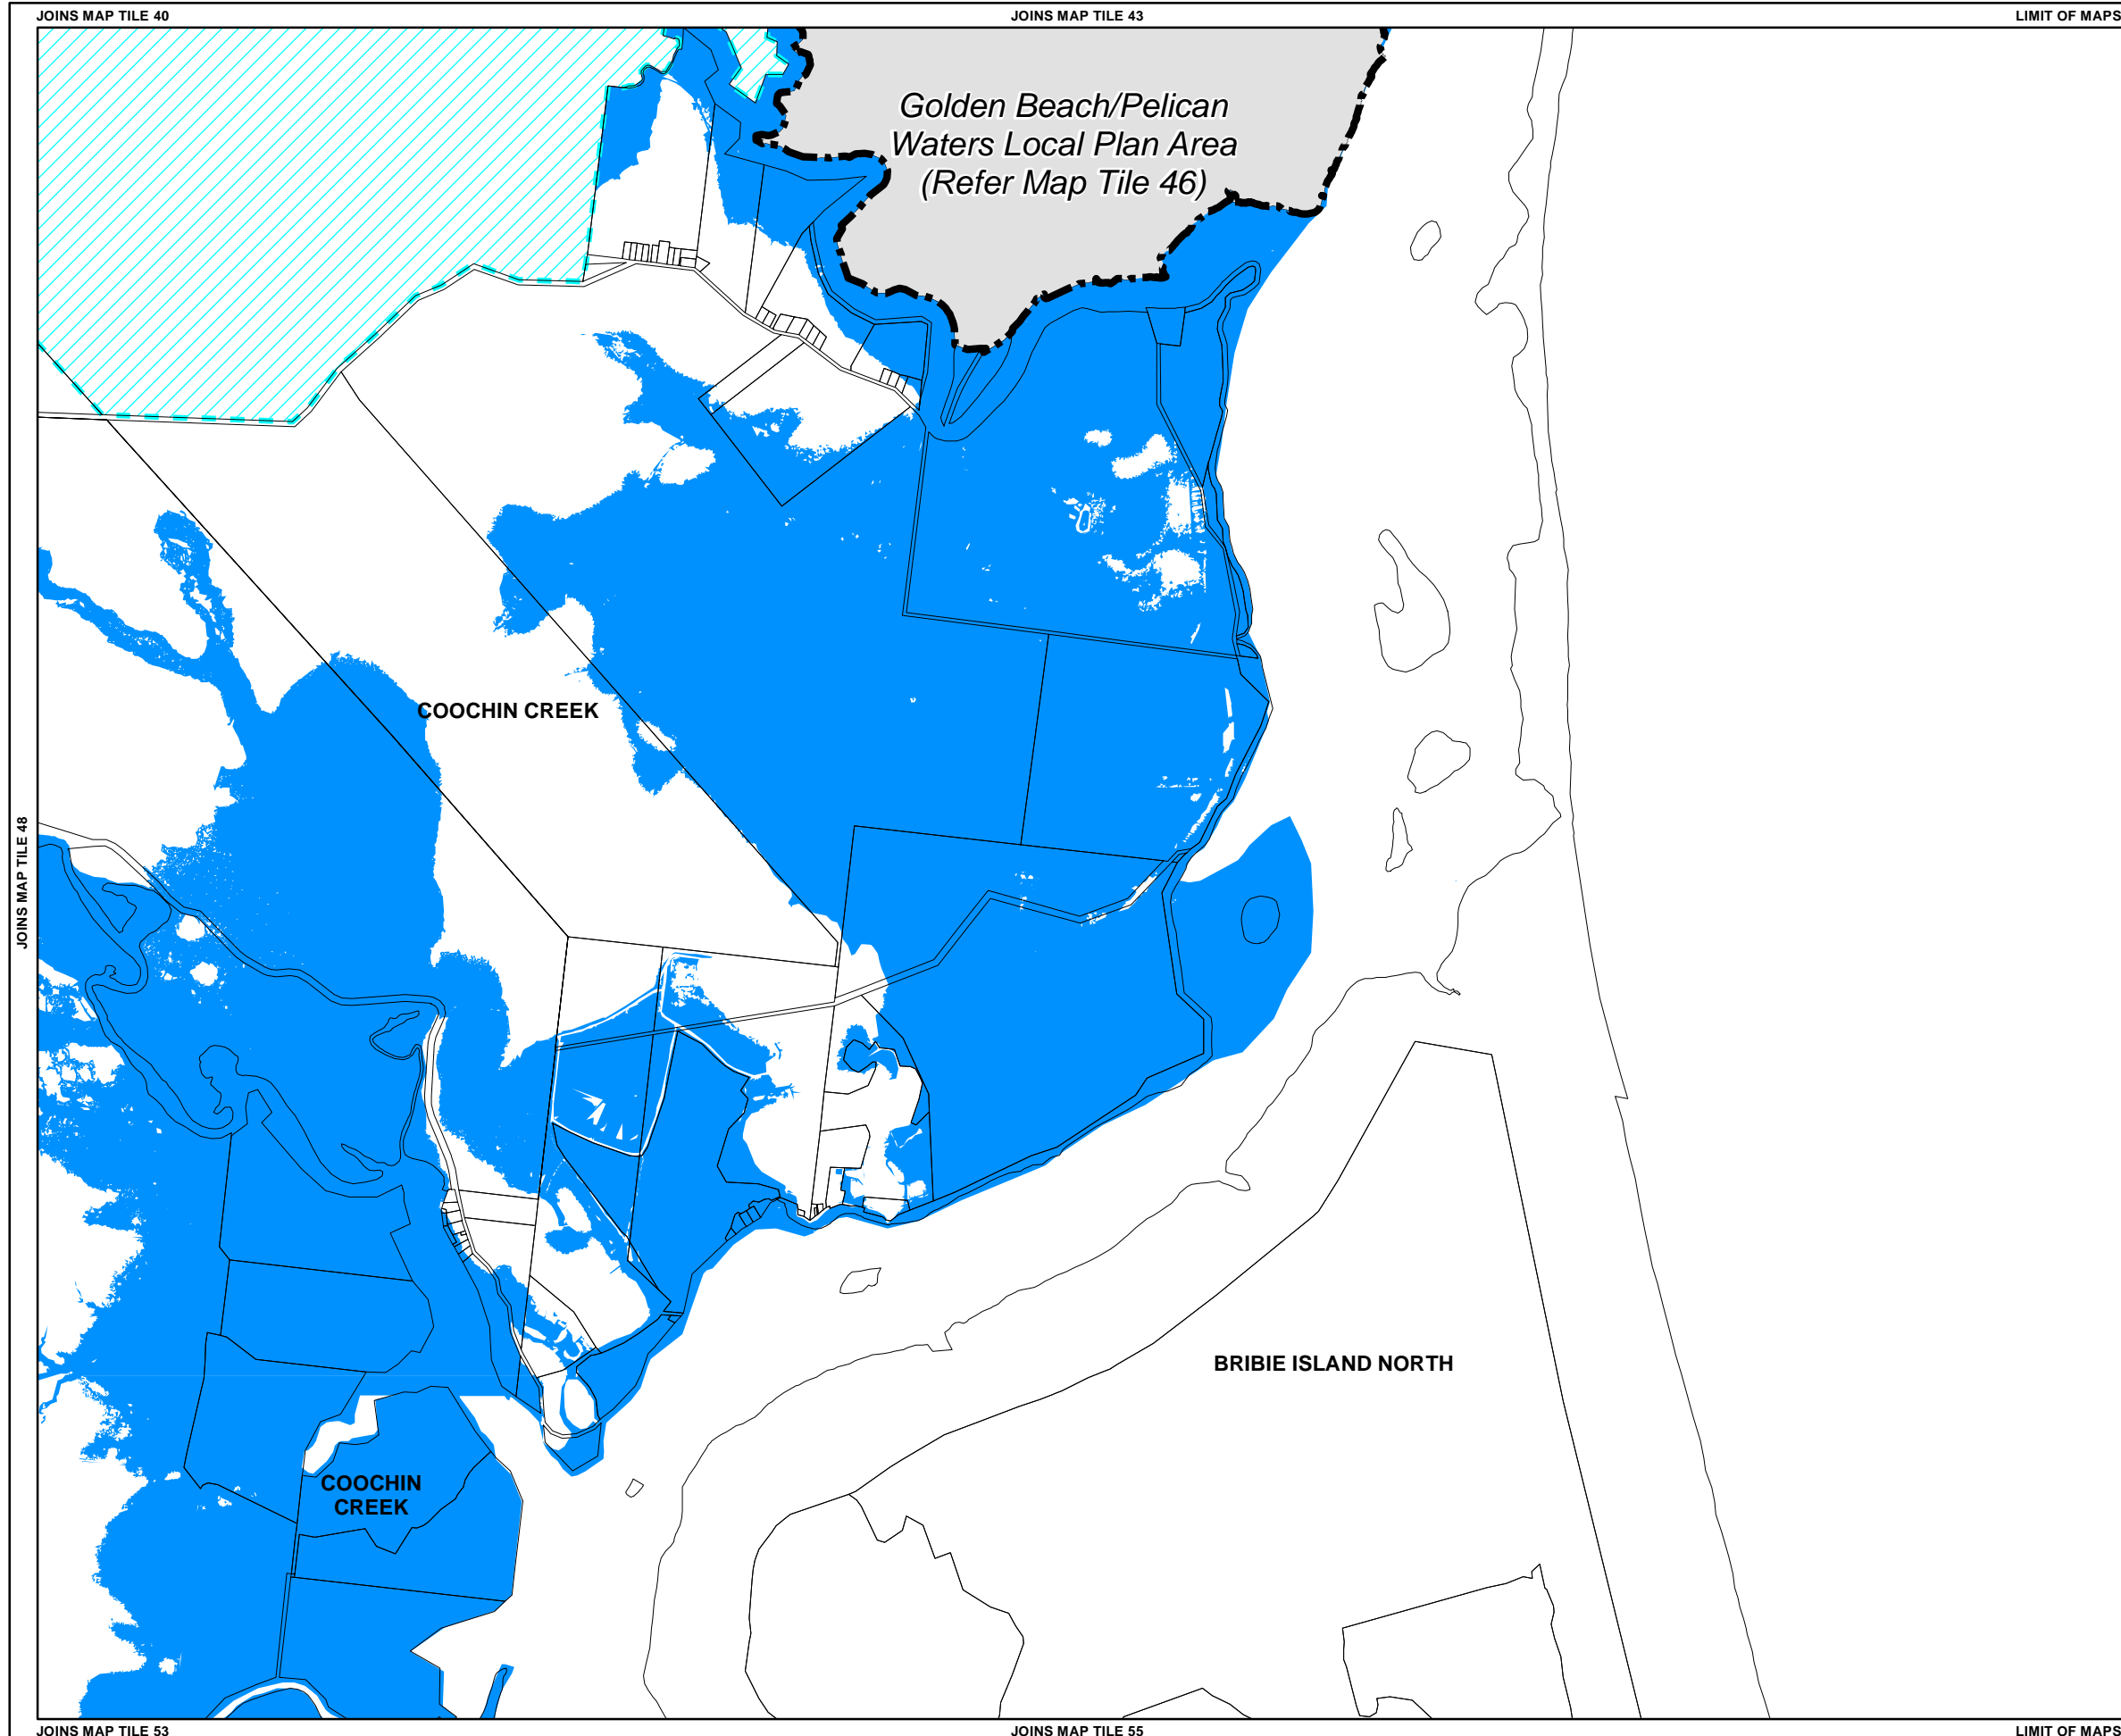 JOINS MAP TILE 40
JOINS MAP TILE 43
LIMIT OF MAPS
Golden Beach/Pelican
Waters Local Plan Area
(Refer Map Tile 46)
COOCHIN CREEK
JOINS MAP TILE 48
BRIBIE ISLAND NORTH
COOCHIN
CREEK
JOINS MAP TILE 53
JOINS MAP TILE 55
LIMIT OF MAPS